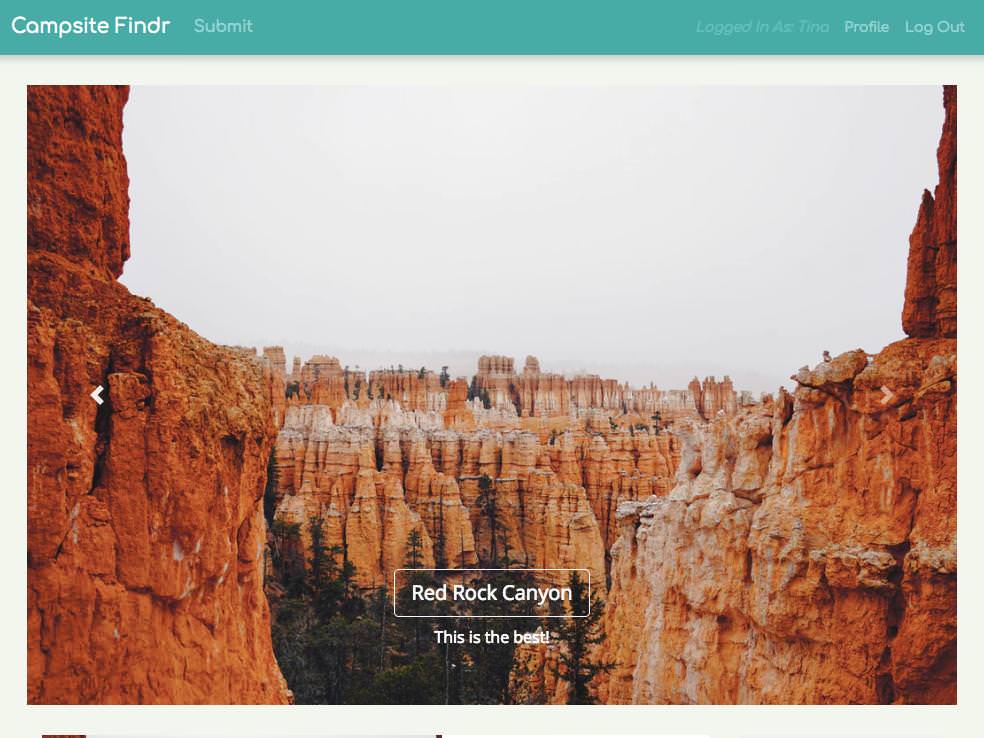 Campsite Findr Submit Logged In As: Tina Profile Log Out
Red Rock Canyon
This is the best!